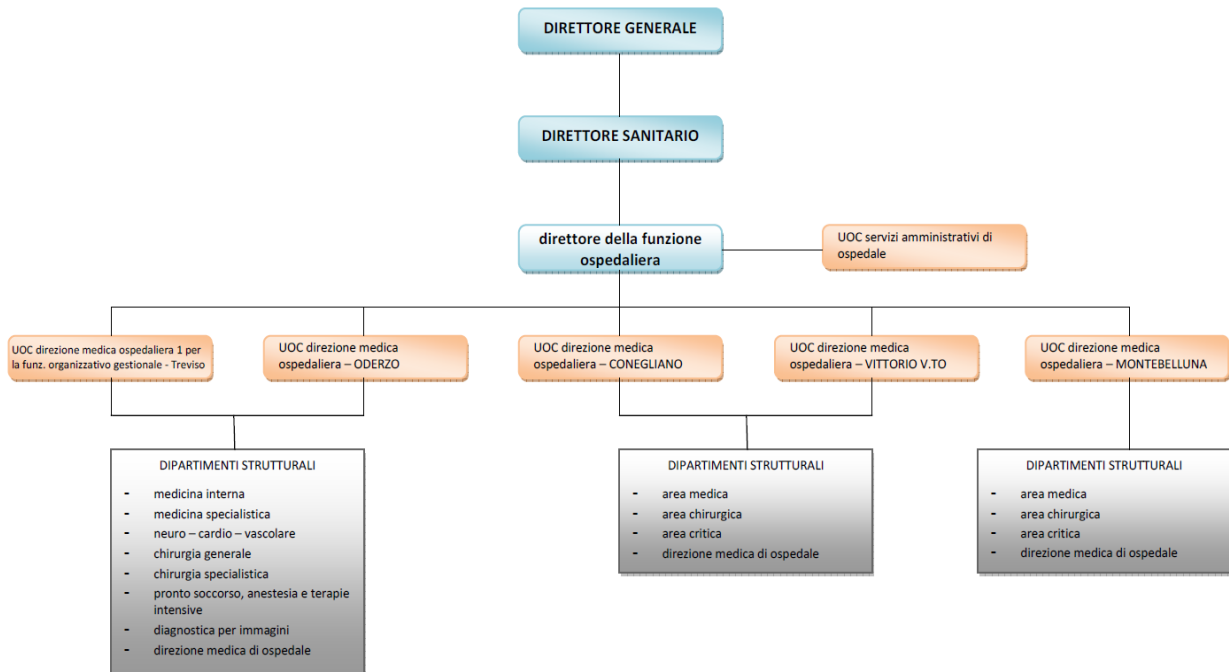 DIRETTORE GENERALE
DIRETTORE SANITARIO
direttore della funzione
ospedaliera
UOC servizi amministrativi di
ospedale
UOC direzione medica ospedaliera 1 per
la funz. organizzativo gestionale - Treviso
UOC direzione medica
ospedaliera – ODERZO
UOC direzione medica
ospedaliera – CONEGLIANO
UOC direzione medica
ospedaliera – VITTORIO V.TO
UOC direzione medica
ospedaliera – MONTEBELLUNA
DIPARTIMENTI STRUTTURALI
- medicina interna
- medicina specialistica
- neuro – cardio – vascolare
- chirurgia generale
- chirurgia specialistica
- pronto soccorso, anestesia e terapie
intensive
- diagnostica per immagini
- direzione medica di ospedale
DIPARTIMENTI STRUTTURALI
- area medica
- area chirurgica
- area critica
- direzione medica di ospedale
DIPARTIMENTI STRUTTURALI
- area medica
- area chirurgica
- area critica
- direzione medica di ospedale